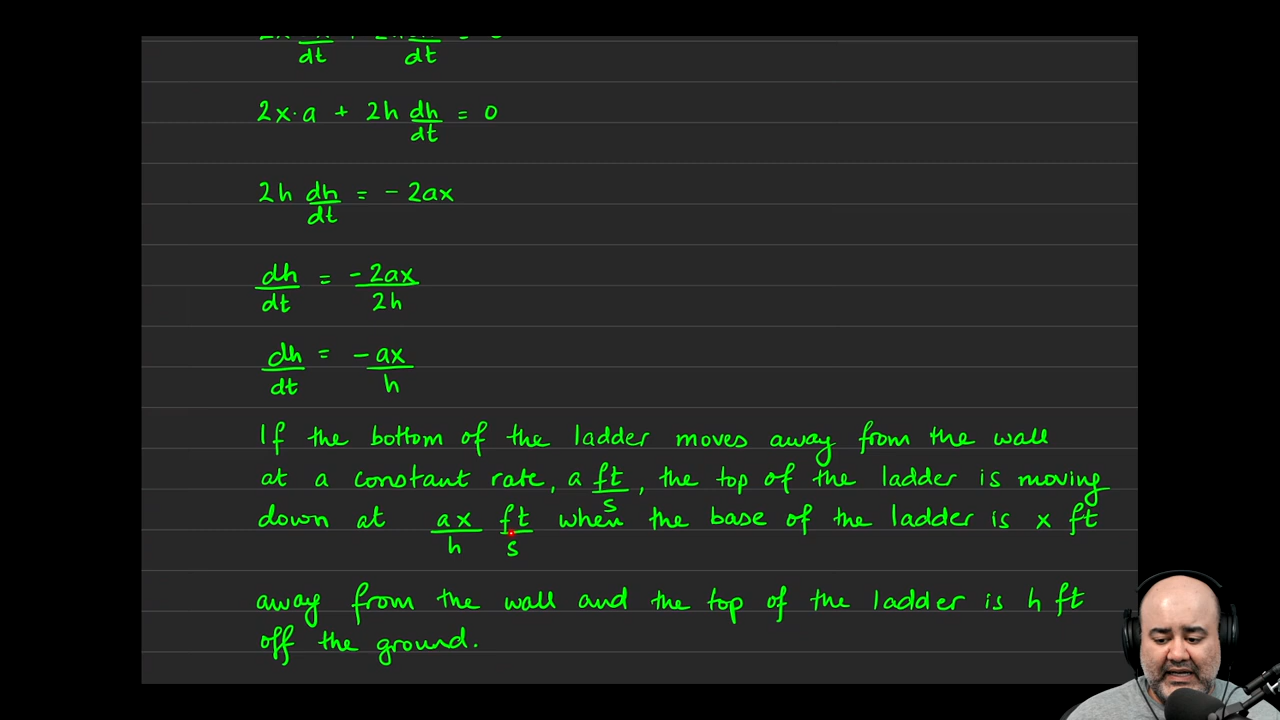 dt dt
2x·a + 2h dh/dt = 0
2h dh/dt = -2ax
dh/dt = -2ax/2h
dh/dt = -ax/h
If the bottom of the ladder moves away from the wall
at a constant rate, a ft/s, the top of the ladder is moving
down at ax/h ft/s when the base of the ladder is x ft
away from the wall and the top of the ladder is h ft
off the ground.